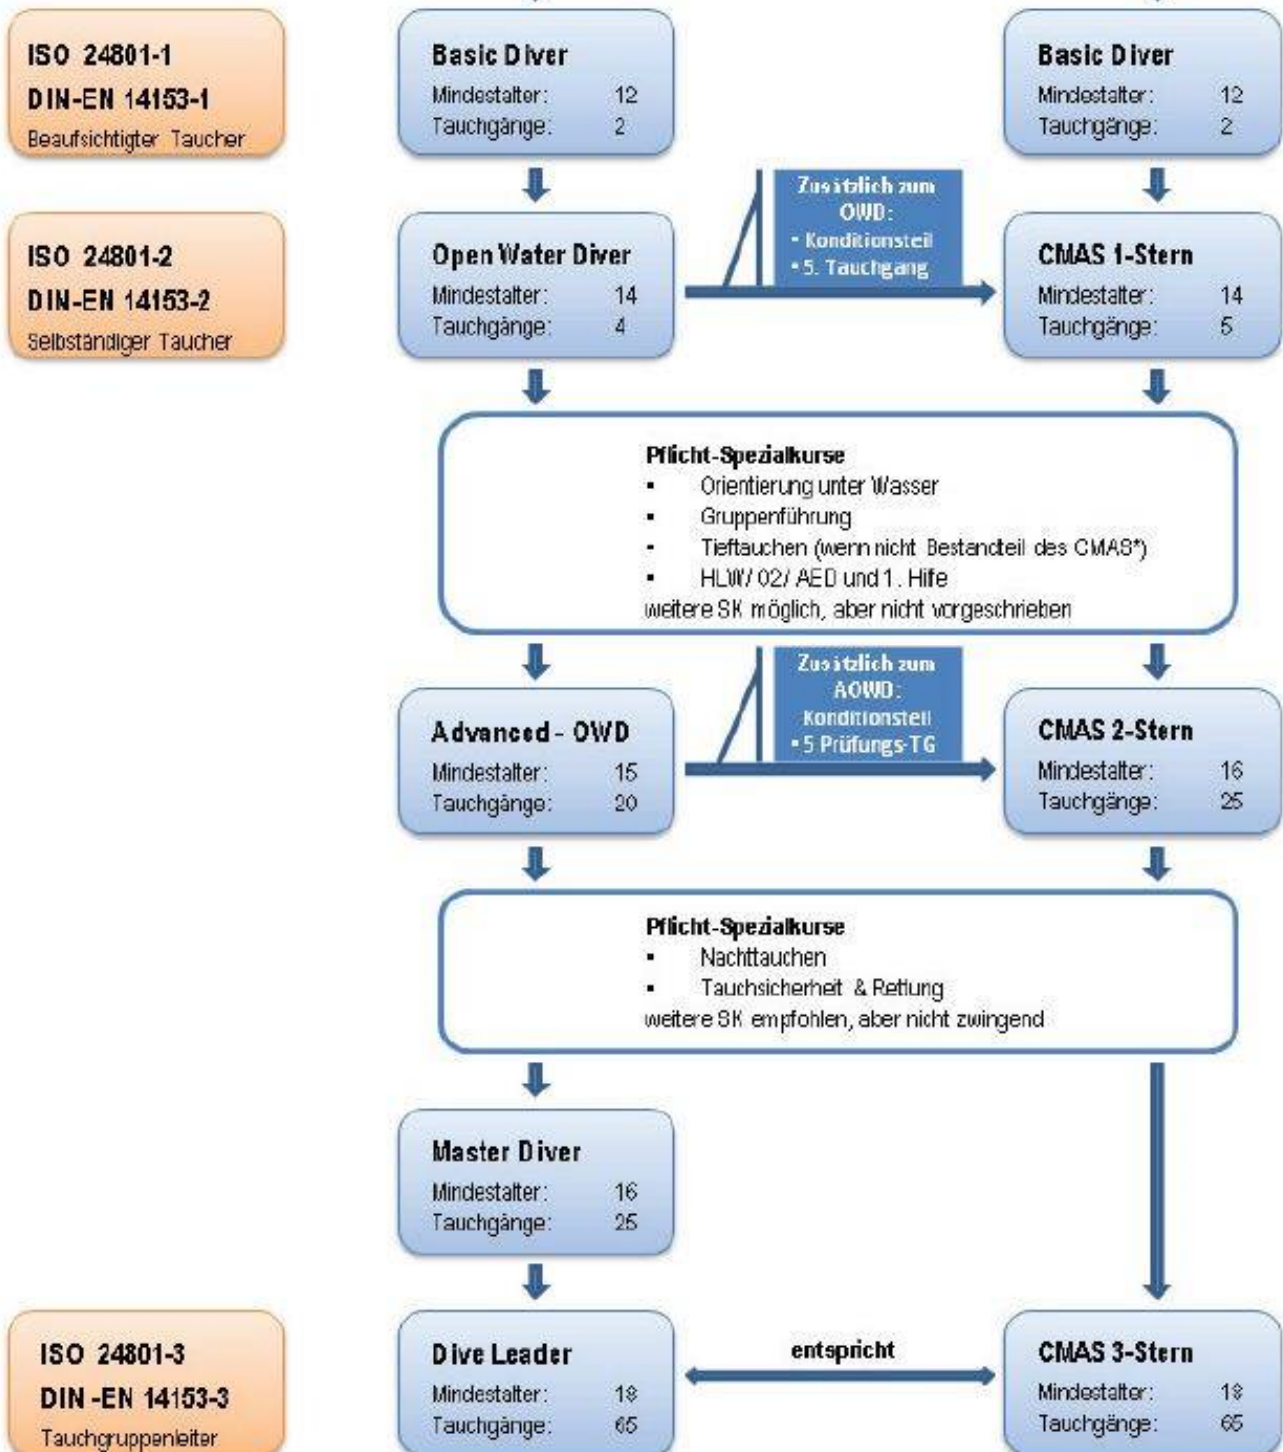 ISO 24801-1
DIN-EN 14153-1
Beaufsichtigter Taucher
Basic Diver
Mindestalter: 12
Tauchgänge: 2
Basic Diver
Mindestalter: 12
Tauchgänge: 2
ISO 24801-2
DIN-EN 14153-2
Selbständiger Taucher
Open Water Diver
Mindestalter: 14
Tauchgänge: 4
Zusätzlich zum
OWD:
• Konditionsteil
• 5. Tauchgang
CMAS 1-Stern
Mindestalter: 14
Tauchgänge: 5
Pflicht-Spezialkurse
▪ Orientierung unter Wasser
▪ Gruppenführung
▪ Tieftauchen (wenn nicht Bestandteil des CMAS*)
▪ HLW/ O2/ AED und 1. Hilfe
weitere SK möglich, aber nicht vorgeschrieben
Advanced - OWD
Mindestalter: 15
Tauchgänge: 20
Zusätzlich zum
AOWD:
Konditionsteil
• 5 Prüfungs-TG
CMAS 2-Stern
Mindestalter: 16
Tauchgänge: 25
Pflicht-Spezialkurse
▪ Nachttauchen
▪ Tauchsicherheit & Rettung
weitere SK empfohlen, aber nicht zwingend
Master Diver
Mindestalter: 16
Tauchgänge: 25
ISO 24801-3
DIN -EN 14153-3
Tauchgruppenleiter
Dive Leader
Mindestalter: 18
Tauchgänge: 65
entspricht
CMAS 3-Stern
Mindestalter: 18
Tauchgänge: 65